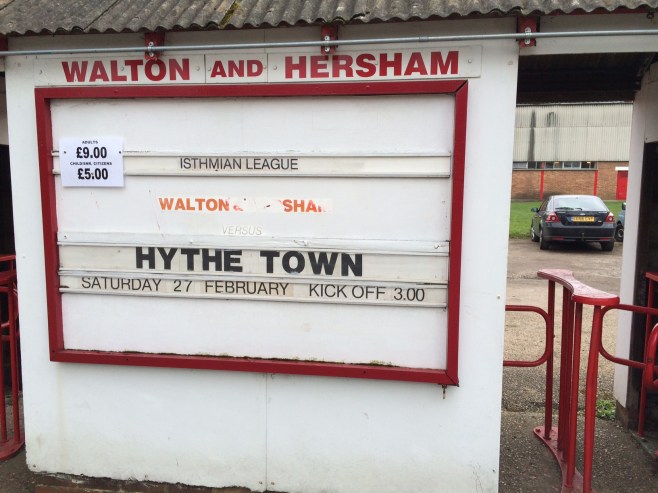 WALTON AND HERSHAM
ADULTS
£9.00
CHILDREN, CITIZENS
£5.00
ISTHMIAN LEAGUE
WALTON & SHAM
VERSUS
HYTHE TOWN
SATURDAY 27 FEBRUARY KICK OFF 3.00